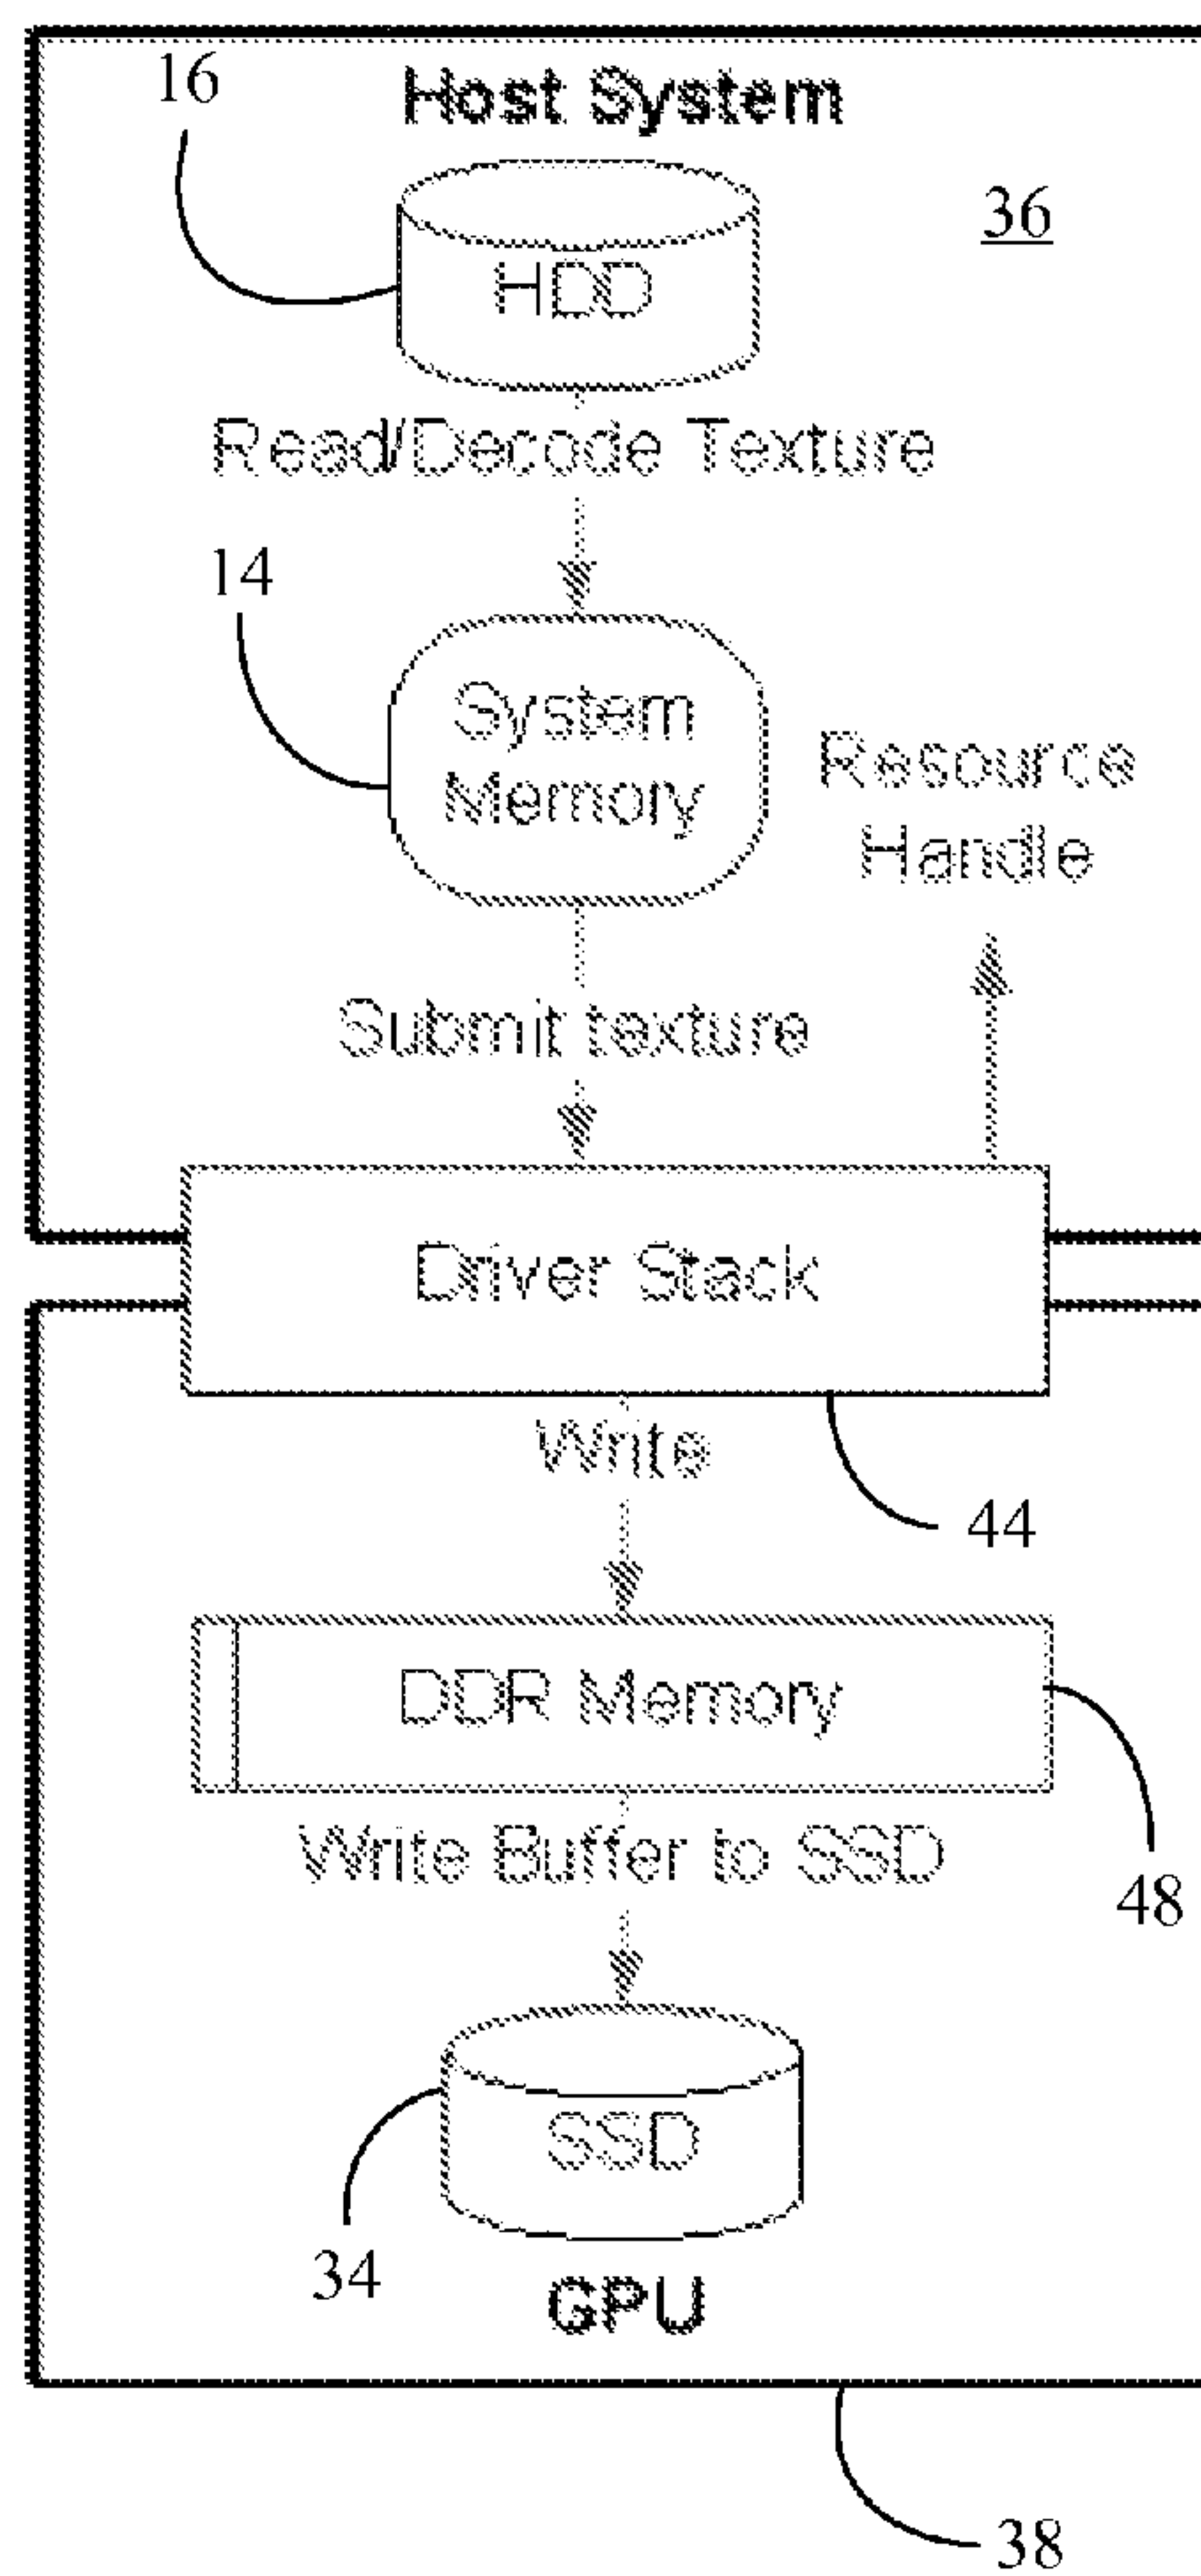 16
Host System
36
HDD
Read/Decode Texture
14
System
Memory
Resource
Handle
Submit texture
Driver Stack
Write
44
DDR Memory
Write Buffer to SSD
48
SSD
34
GPU
38